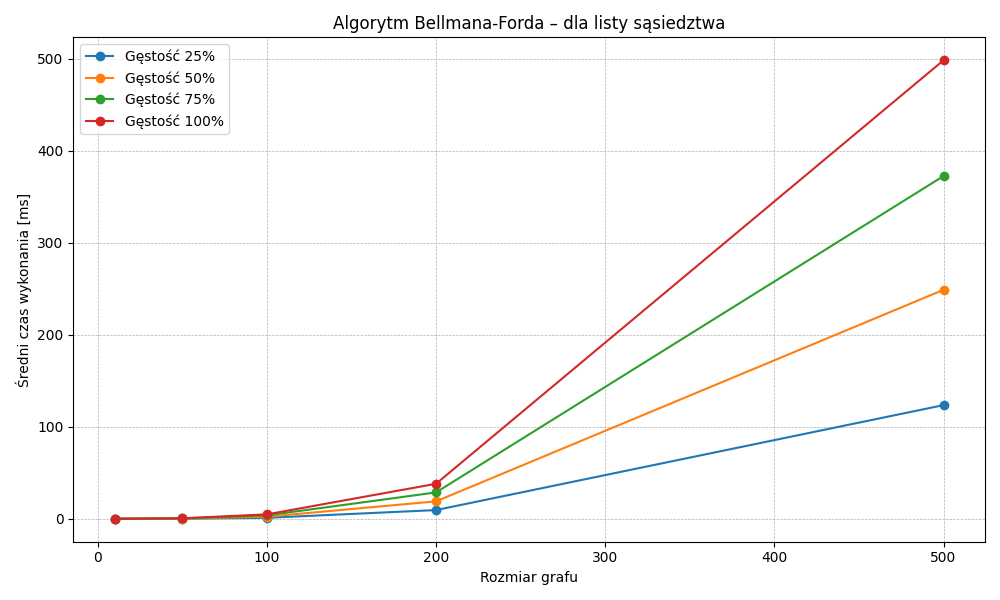 Algorytm Bellmana-Forda – dla listy sąsiedztwa
Gęstość 25%
Gęstość 50%
Gęstość 75%
Gęstość 100%
Średni czas wykonania [ms]
500
400
300
200
100
0
0 100 200 300 400 500
Rozmiar grafu